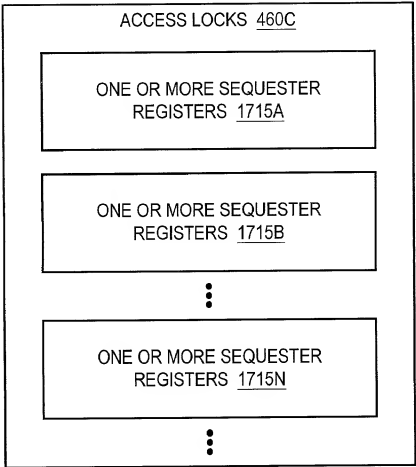 ACCESS LOCKS 460C
ONE OR MORE SEQUESTER
REGISTERS 1715A
ONE OR MORE SEQUESTER
REGISTERS 1715B
ONE OR MORE SEQUESTER
REGISTERS 1715N